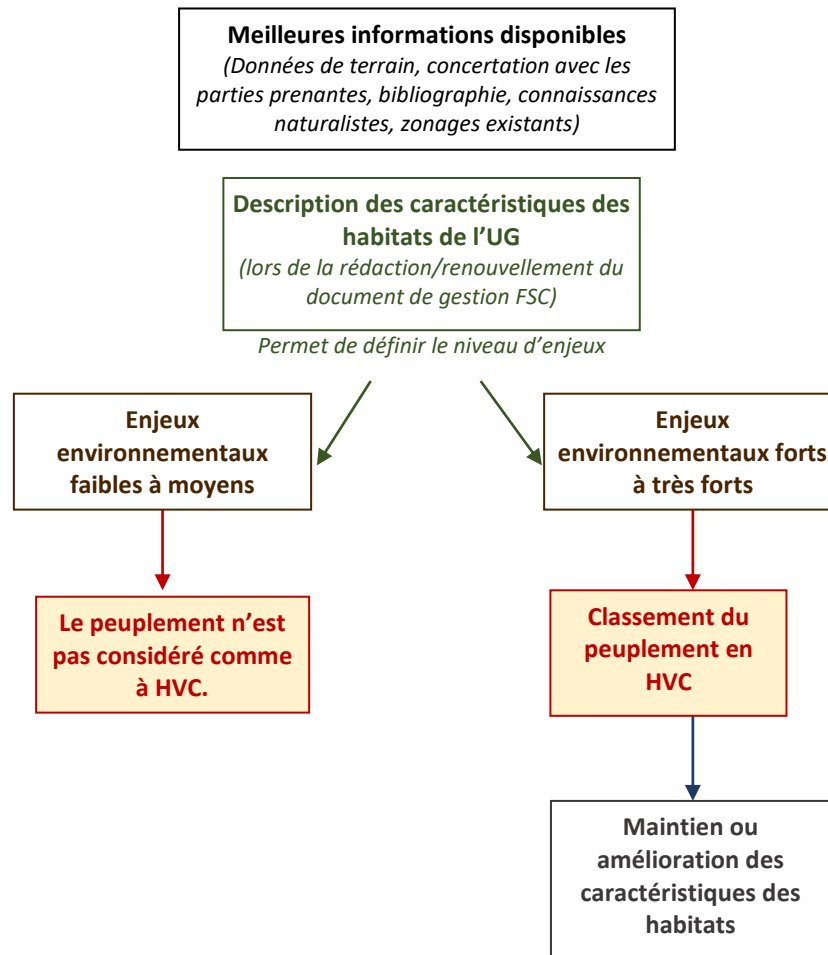 Meilleures informations disponibles
(Données de terrain, concertation avec les
parties prenantes, bibliographie, connaissances
naturalistes, zonages existants)
Description des caractéristiques des
habitats de l’UG
(lors de la rédaction/renouvellement du
document de gestion FSC)
Permet de définir le niveau d’enjeux
Enjeux
environnementaux
faibles à moyens
Enjeux
environnementaux forts
à très forts
Le peuplement n’est
pas considéré comme
à HVC.
Classement du
peuplement en
HVC
Maintien ou
amélioration des
caractéristiques des
habitats